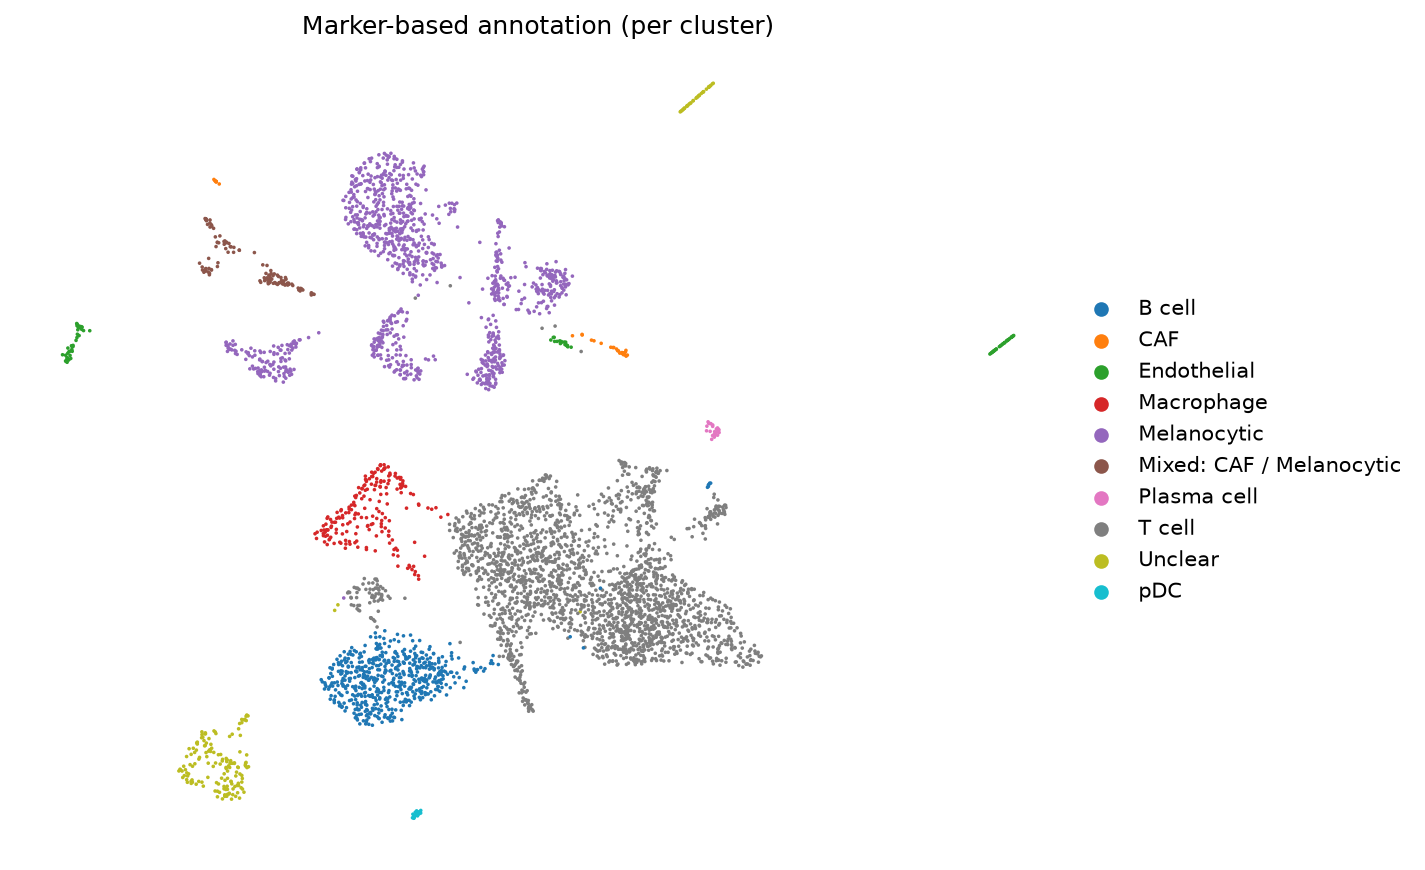 Marker-based annotation (per cluster)
B cell
CAF
Endothelial
Macrophage
Melanocytic
Mixed: CAF / Melanocytic
Plasma cell
T cell
Unclear
pDC